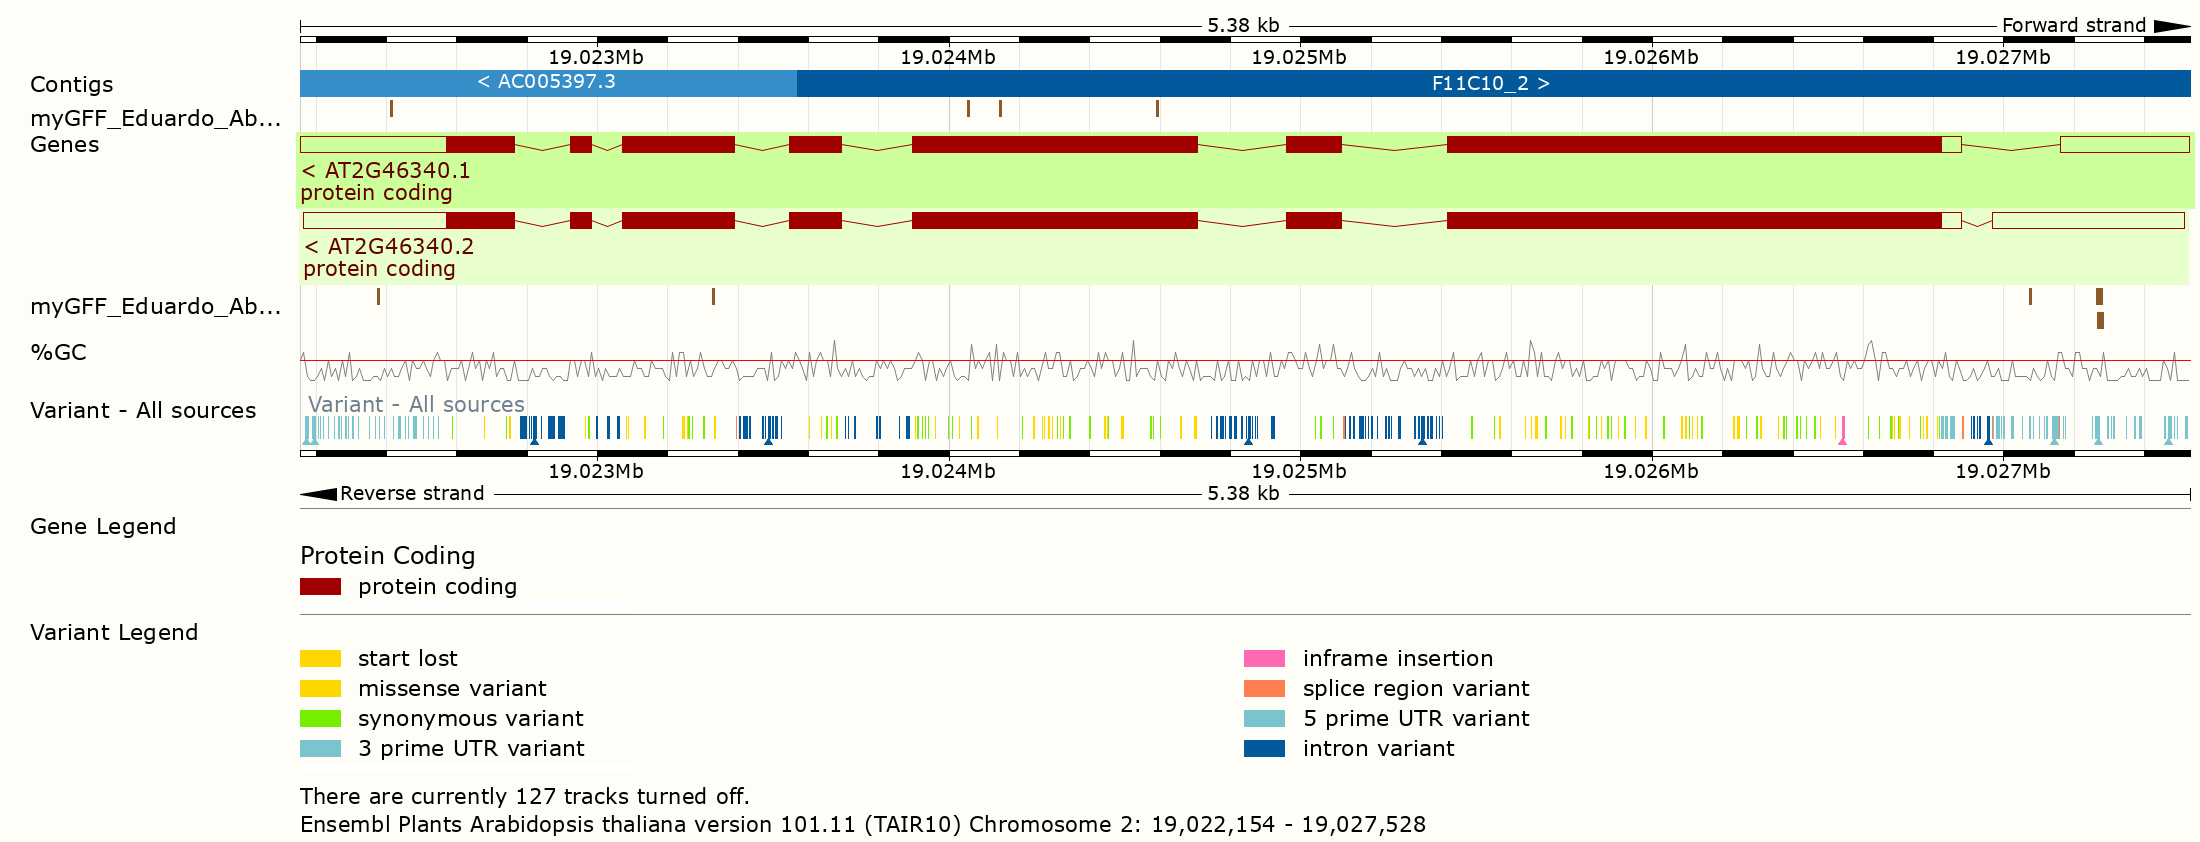 5.38 kb
Forward strand
19.023Mb 19.024Mb 19.025Mb 19.026Mb 19.027Mb
Contigs
< AC005397.3
F11C10_2 >
myGFF_Eduardo_Ab...
Genes
< AT2G46340.1
protein coding
< AT2G46340.2
protein coding
myGFF_Eduardo_Ab...
%GC
Variant - All sources
Variant - All sources
19.023Mb 19.024Mb 19.025Mb 19.026Mb 19.027Mb
Reverse strand
5.38 kb
Gene Legend
Protein Coding
protein coding
Variant Legend
start lost
inframe insertion
missense variant
splice region variant
synonymous variant
5 prime UTR variant
3 prime UTR variant
intron variant
There are currently 127 tracks turned off.
Ensembl Plants Arabidopsis thaliana version 101.11 (TAIR10) Chromosome 2: 19,022,154 - 19,027,528